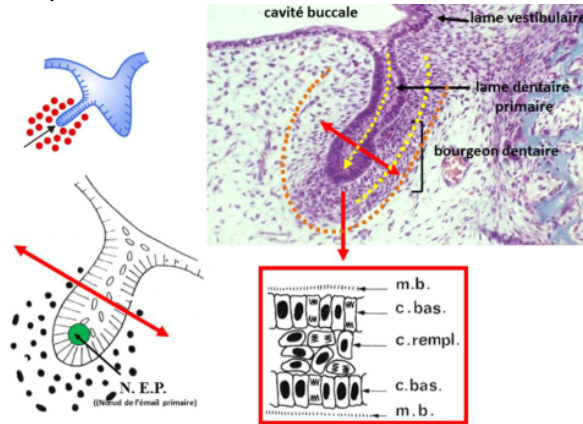 cavité buccale
lame vestibulaire
lame dentaire
primaire
bourgeon dentaire
m.b.
c.bas.
c.rempl.
c.bas.
m.b.
N. E.P.
((Nœud de l'émail primaire)